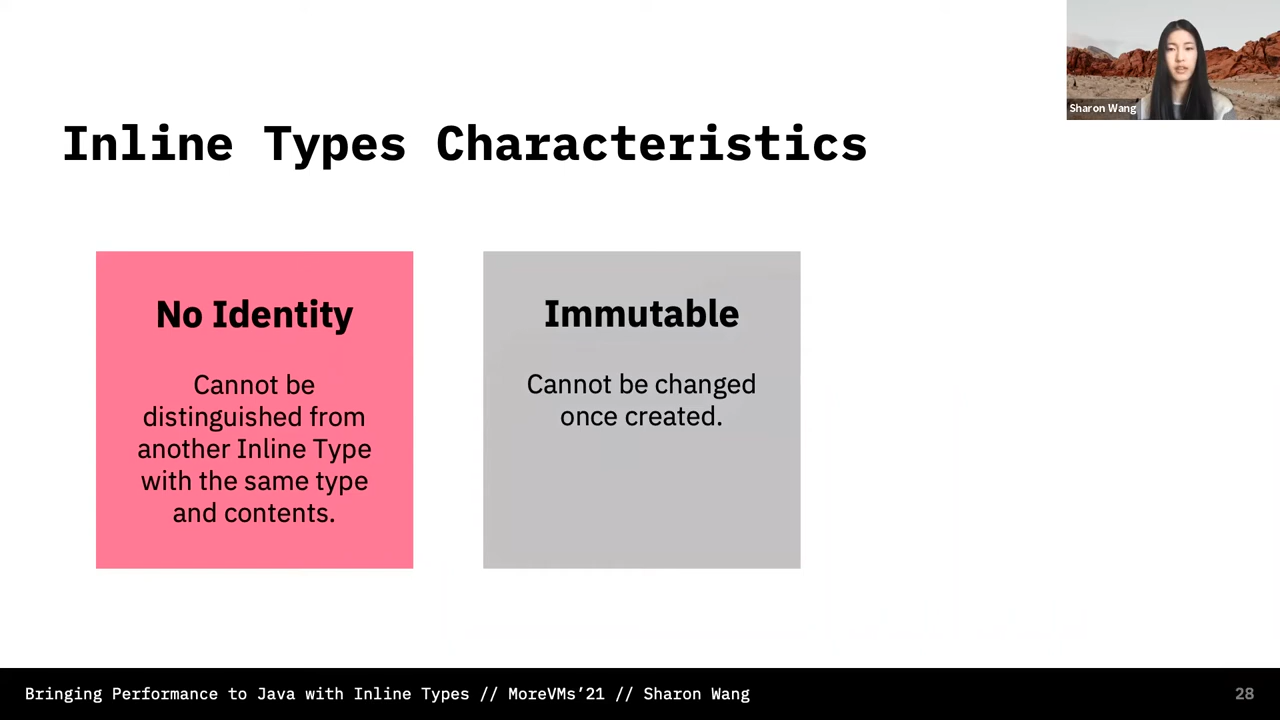 Sharon Wang
Inline Types Characteristics
No Identity
Cannot be
distinguished from
another Inline Type
with the same type
and contents.
Immutable
Cannot be changed
once created.
Bringing Performance to Java with Inline Types // MoreVMs’21 // Sharon Wang
28